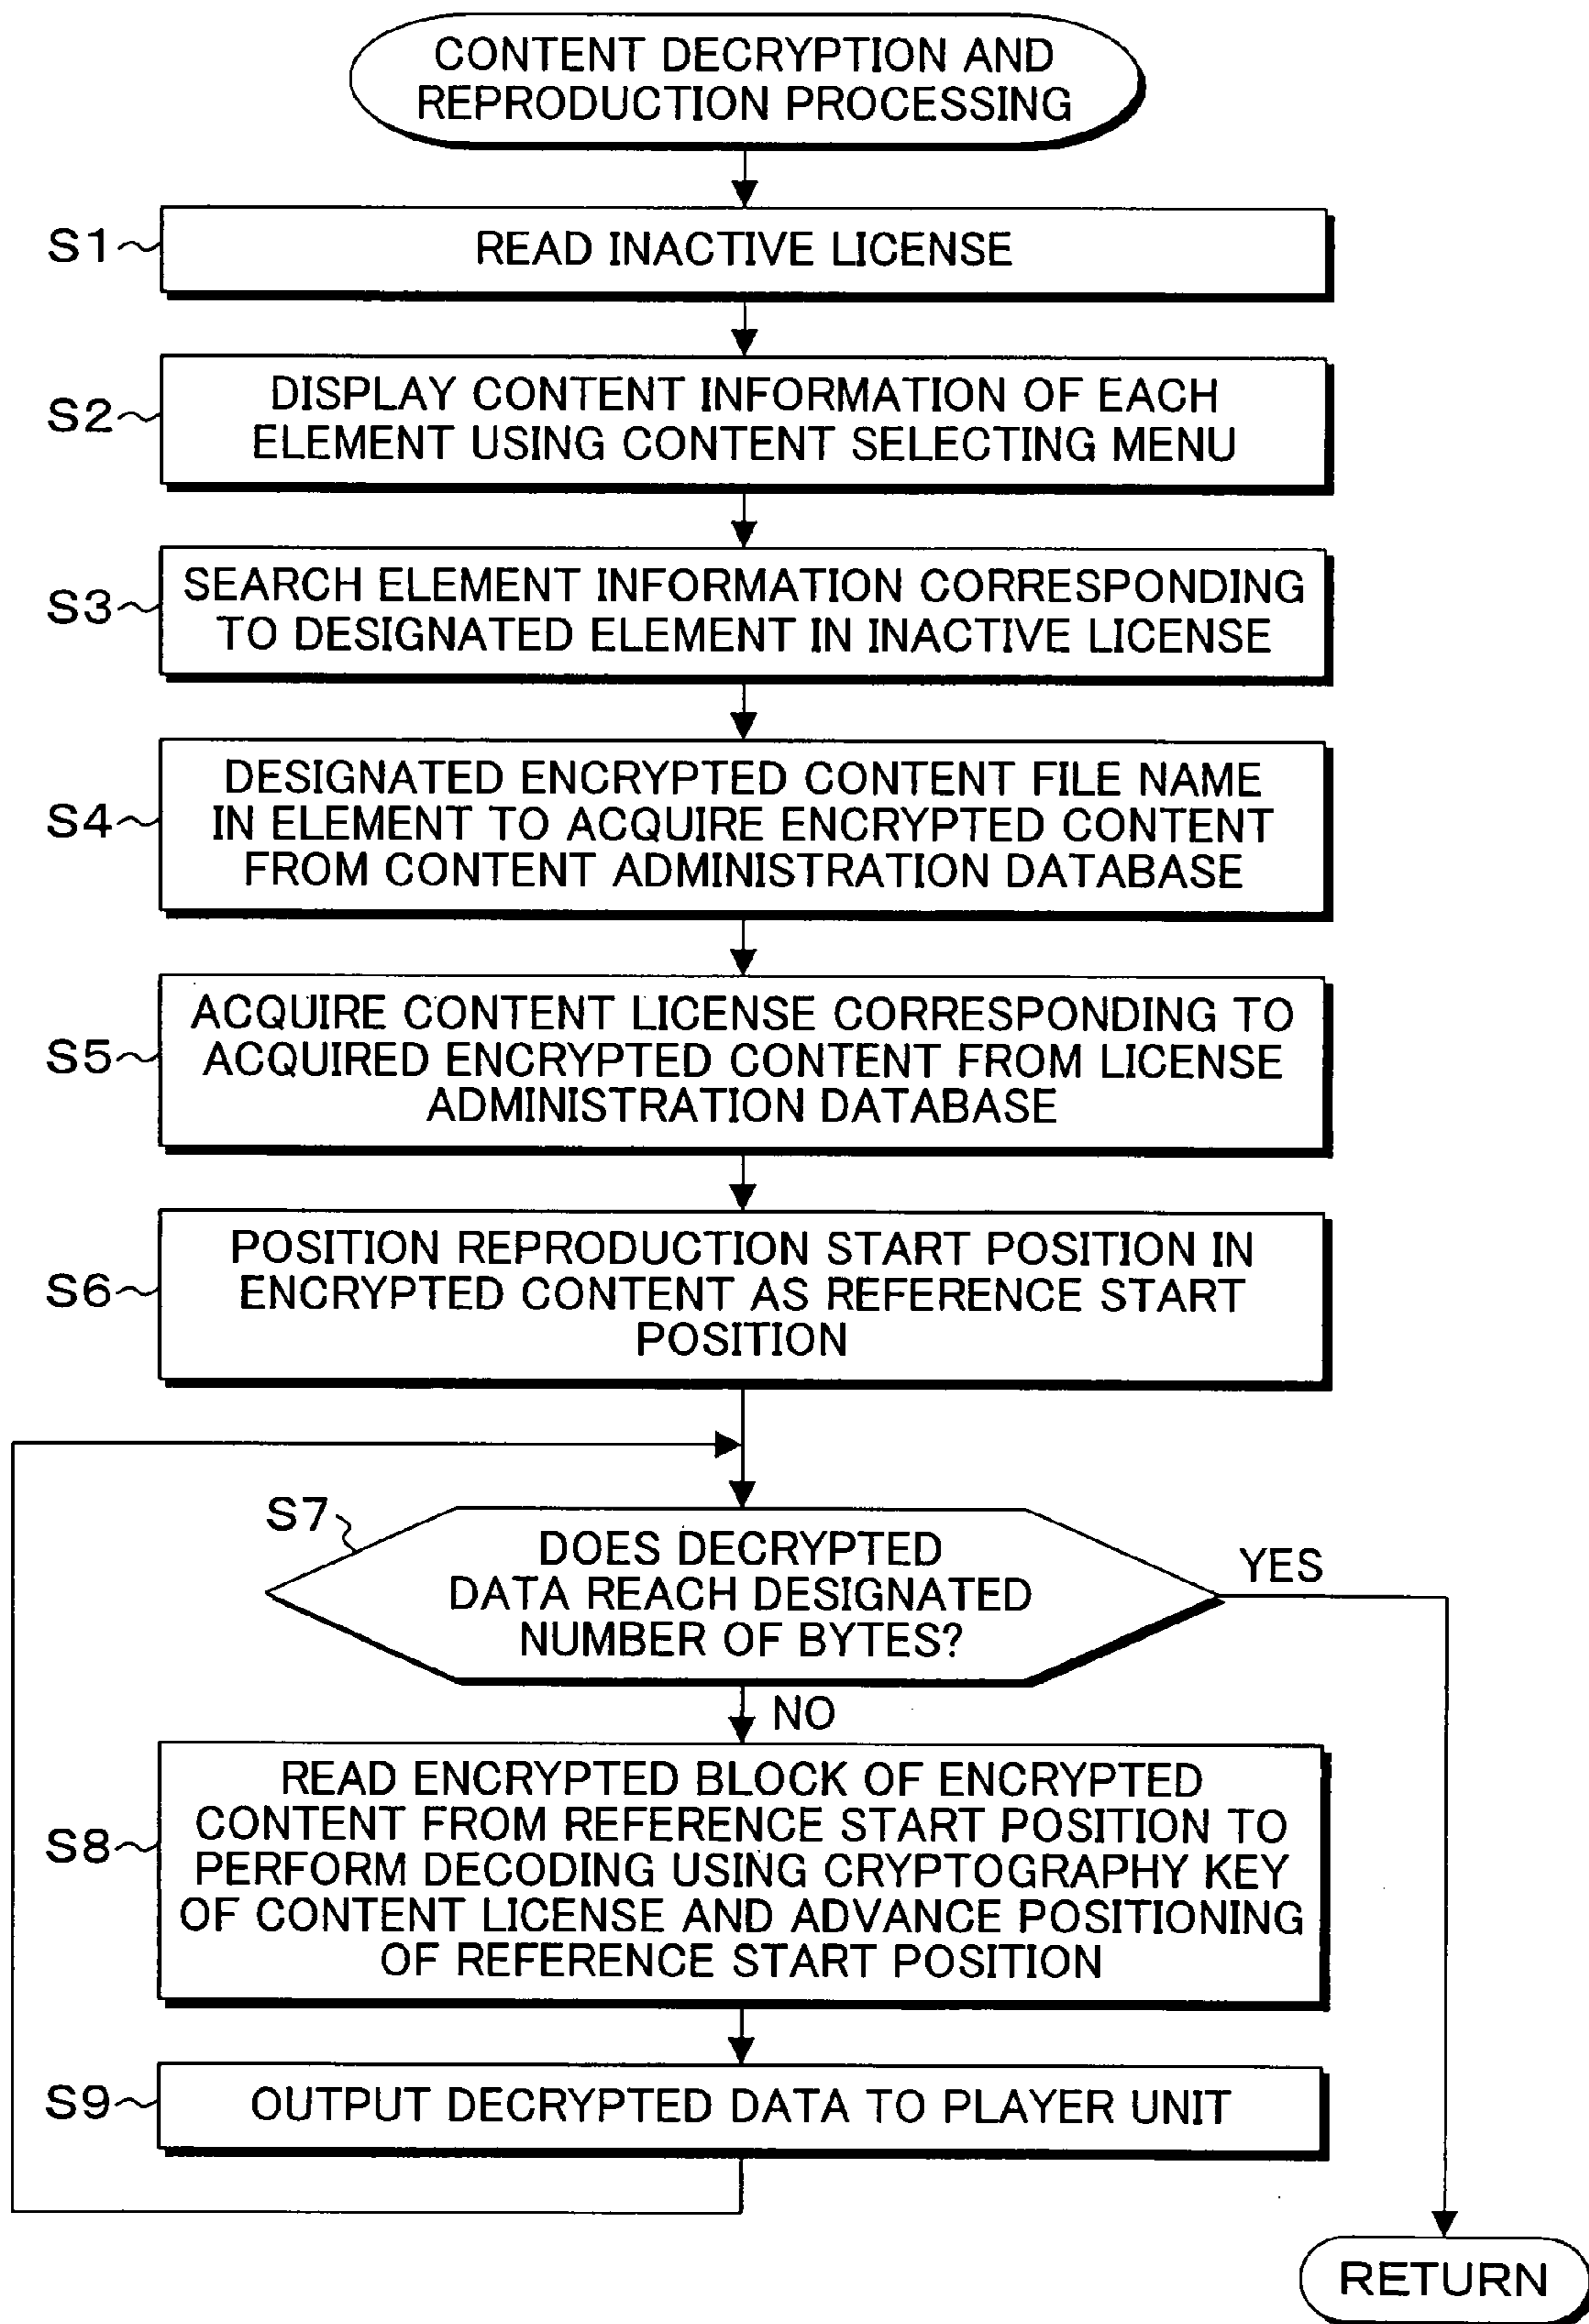 CONTENT DECRYPTION AND
REPRODUCTION PROCESSING
S1
READ INACTIVE LICENSE
S2
DISPLAY CONTENT INFORMATION OF EACH
ELEMENT USING CONTENT SELECTING MENU
S3
SEARCH ELEMENT INFORMATION CORRESPONDING
TO DESIGNATED ELEMENT IN INACTIVE LICENSE
S4
DESIGNATED ENCRYPTED CONTENT FILE NAME
IN ELEMENT TO ACQUIRE ENCRYPTED CONTENT
FROM CONTENT ADMINISTRATION DATABASE
S5
ACQUIRE CONTENT LICENSE CORRESPONDING TO
ACQUIRED ENCRYPTED CONTENT FROM LICENSE
ADMINISTRATION DATABASE
S6
POSITION REPRODUCTION START POSITION IN
ENCRYPTED CONTENT AS REFERENCE START
POSITION
S7
DOES DECRYPTED
DATA REACH DESIGNATED
NUMBER OF BYTES?
YES
NO
S8
READ ENCRYPTED BLOCK OF ENCRYPTED
CONTENT FROM REFERENCE START POSITION TO
PERFORM DECODING USING CRYPTOGRAPHY KEY
OF CONTENT LICENSE AND ADVANCE POSITIONING
OF REFERENCE START POSITION
S9
OUTPUT DECRYPTED DATA TO PLAYER UNIT
RETURN